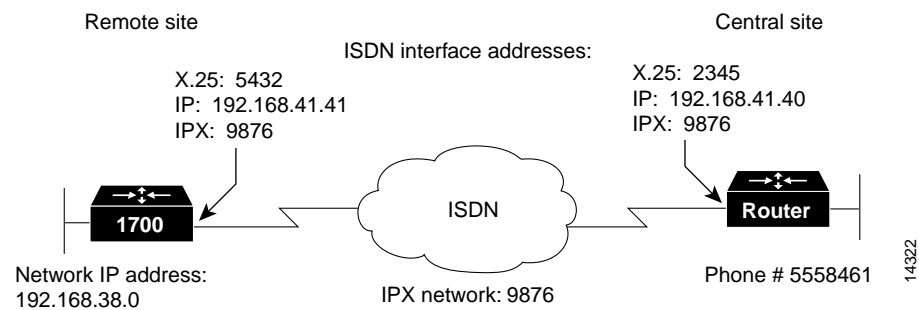 Remote site
Central site
ISDN interface addresses:
X.25: 5432
IP: 192.168.41.41
IPX: 9876
X.25: 2345
IP: 192.168.41.40
IPX: 9876
1700
ISDN
Router
Network IP address:
192.168.38.0
IPX network: 9876
Phone # 5558461
14322